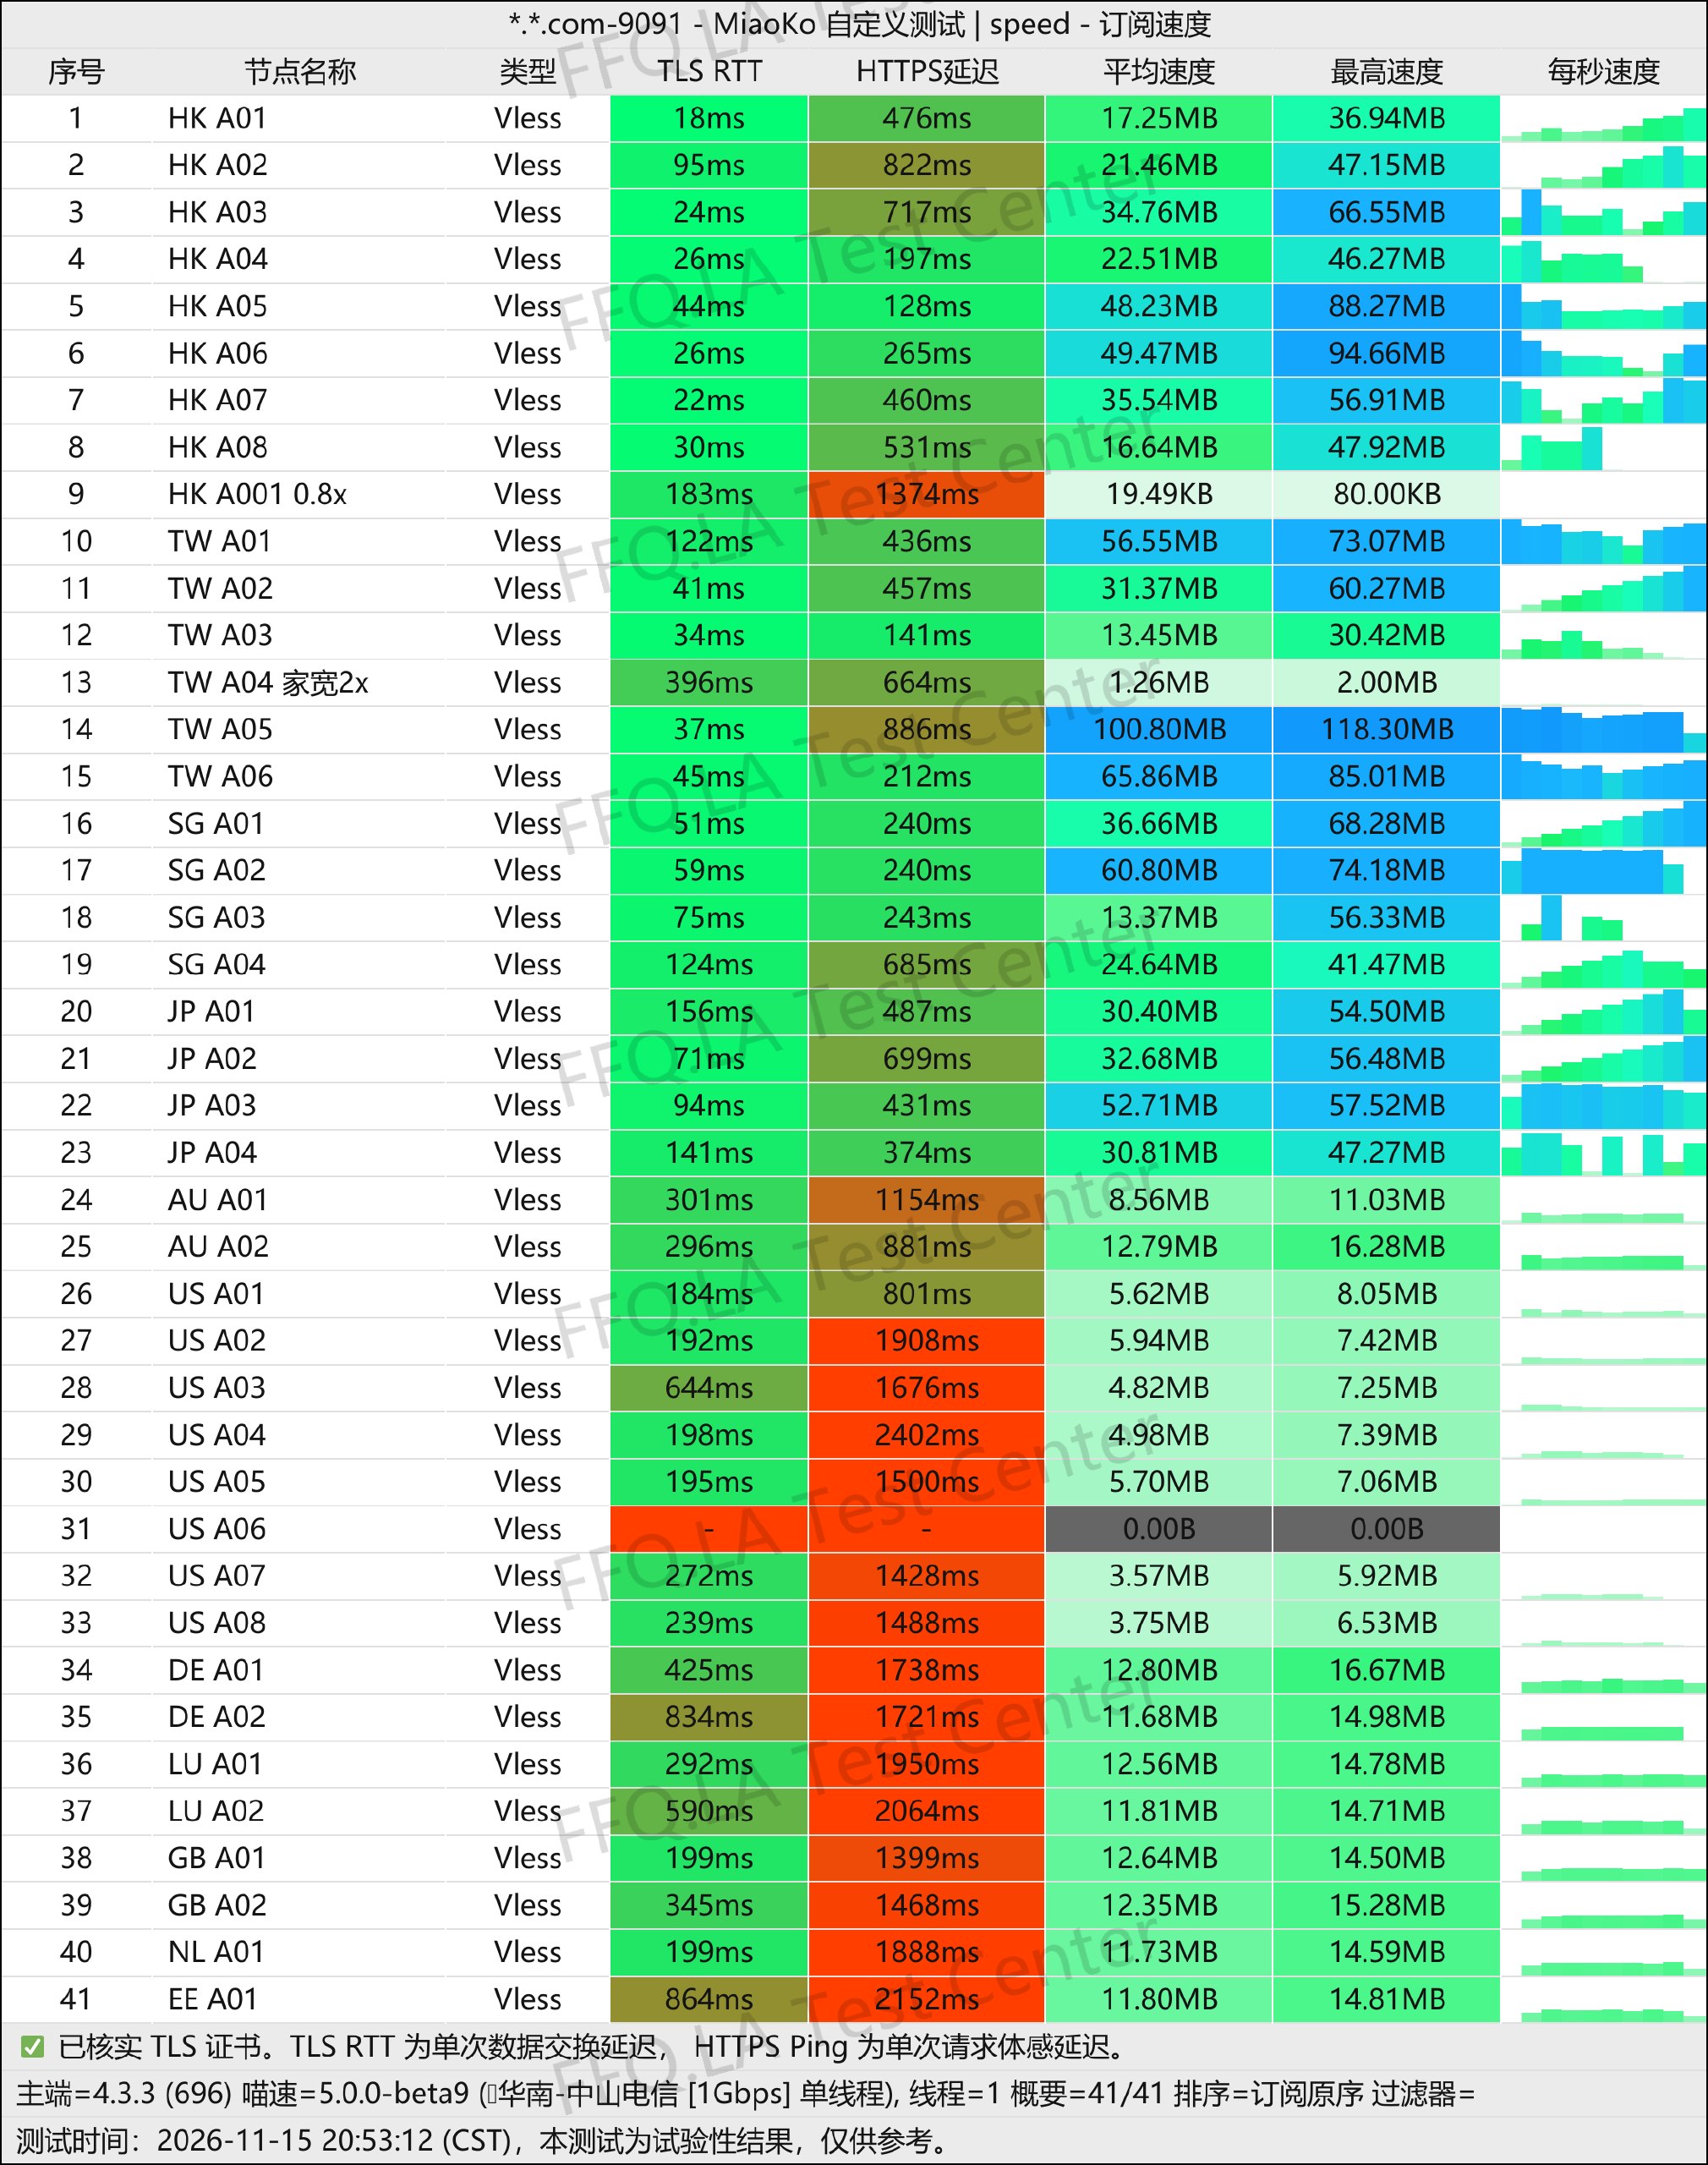 *.*.com-9091 - MiaoKo 自定义测试 | speed - 订阅速度
序号 节点名称 类型 TLS RTT HTTPS延迟 平均速度 最高速度 每秒速度
1 HK A01 Vless 18ms 476ms 17.25MB 36.94MB
2 HK A02 Vless 95ms 822ms 21.46MB 47.15MB
3 HK A03 Vless 24ms 717ms 34.76MB 66.55MB
4 HK A04 Vless 26ms 197ms 22.51MB 46.27MB
5 HK A05 Vless 44ms 128ms 48.23MB 88.27MB
6 HK A06 Vless 26ms 265ms 49.47MB 94.66MB
7 HK A07 Vless 22ms 460ms 35.54MB 56.91MB
8 HK A08 Vless 30ms 531ms 16.64MB 47.92MB
9 HK A001 0.8x Vless 183ms 1374ms 19.49KB 80.00KB
10 TW A01 Vless 122ms 436ms 56.55MB 73.07MB
11 TW A02 Vless 41ms 457ms 31.37MB 60.27MB
12 TW A03 Vless 34ms 141ms 13.45MB 30.42MB
13 TW A04 家宽2x Vless 396ms 664ms 1.26MB 2.00MB
14 TW A05 Vless 37ms 886ms 100.80MB 118.30MB
15 TW A06 Vless 45ms 212ms 65.86MB 85.01MB
16 SG A01 Vless 51ms 240ms 36.66MB 68.28MB
17 SG A02 Vless 59ms 240ms 60.80MB 74.18MB
18 SG A03 Vless 75ms 243ms 13.37MB 56.33MB
19 SG A04 Vless 124ms 685ms 24.64MB 41.47MB
20 JP A01 Vless 156ms 487ms 30.40MB 54.50MB
21 JP A02 Vless 71ms 699ms 32.68MB 56.48MB
22 JP A03 Vless 94ms 431ms 52.71MB 57.52MB
23 JP A04 Vless 141ms 374ms 30.81MB 47.27MB
24 AU A01 Vless 301ms 1154ms 8.56MB 11.03MB
25 AU A02 Vless 296ms 881ms 12.79MB 16.28MB
26 US A01 Vless 184ms 801ms 5.62MB 8.05MB
27 US A02 Vless 192ms 1908ms 5.94MB 7.42MB
28 US A03 Vless 644ms 1676ms 4.82MB 7.25MB
29 US A04 Vless 198ms 2402ms 4.98MB 7.39MB
30 US A05 Vless 195ms 1500ms 5.70MB 7.06MB
31 US A06 Vless - - 0.00B 0.00B
32 US A07 Vless 272ms 1428ms 3.57MB 5.92MB
33 US A08 Vless 239ms 1488ms 3.75MB 6.53MB
34 DE A01 Vless 425ms 1738ms 12.80MB 16.67MB
35 DE A02 Vless 834ms 1721ms 11.68MB 14.98MB
36 LU A01 Vless 292ms 1950ms 12.56MB 14.78MB
37 LU A02 Vless 590ms 2064ms 11.81MB 14.71MB
38 GB A01 Vless 199ms 1399ms 12.64MB 14.50MB
39 GB A02 Vless 345ms 1468ms 12.35MB 15.28MB
40 NL A01 Vless 199ms 1888ms 11.73MB 14.59MB
41 EE A01 Vless 864ms 2152ms 11.80MB 14.81MB
✅ 已核实 TLS 证书。TLS RTT 为单次数据交换延迟， HTTPS Ping 为单次请求体感延迟。
主端=4.3.3 (696) 喵速=5.0.0-beta9 (华南-中山电信 [1Gbps] 单线程), 线程=1 概要=41/41 排序=订阅原序 过滤器=
测试时间：2026-11-15 20:53:12 (CST)，本测试为试验性结果，仅供参考。
FFQ.LA Test Center